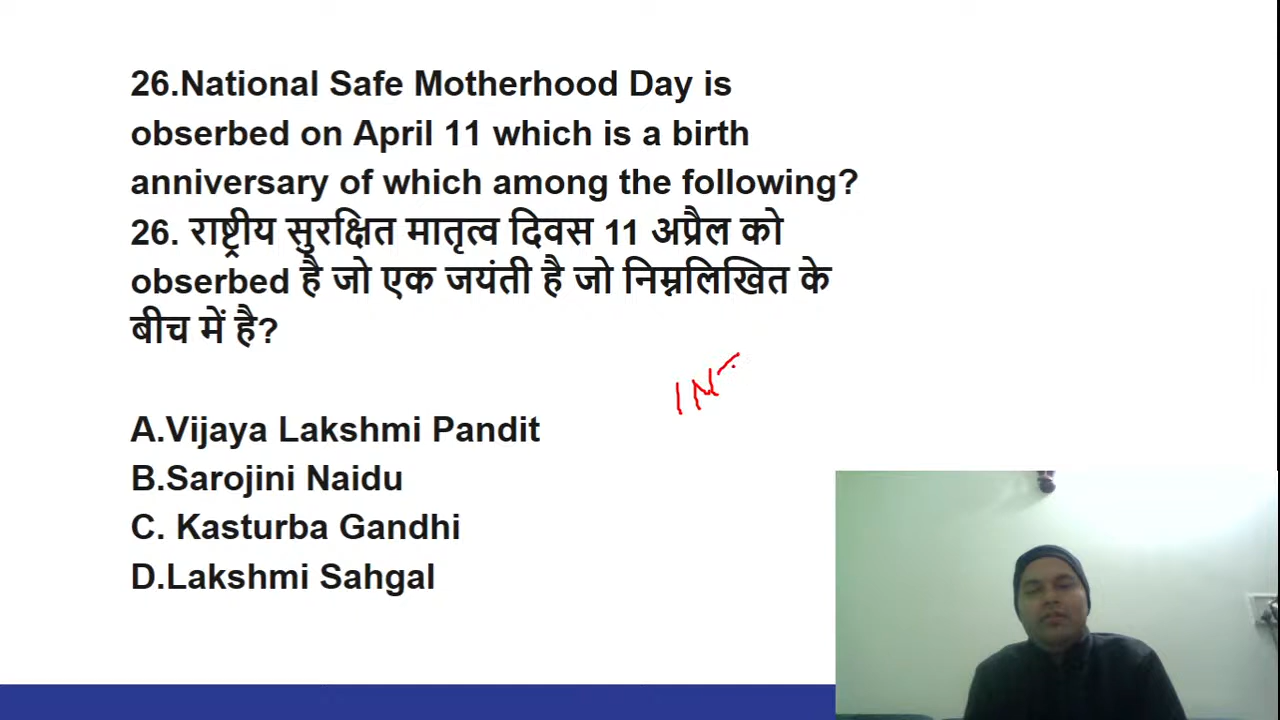 26.National Safe Motherhood Day is
obserbed on April 11 which is a birth
anniversary of which among the following?
26. राष्ट्रीय सुरक्षित मातृत्व दिवस 11 अप्रैल को
obserbed है जो एक जयंती है जो निम्नलिखित के
बीच में है?
IN
A.Vijaya Lakshmi Pandit
B.Sarojini Naidu
C. Kasturba Gandhi
D.Lakshmi Sahgal